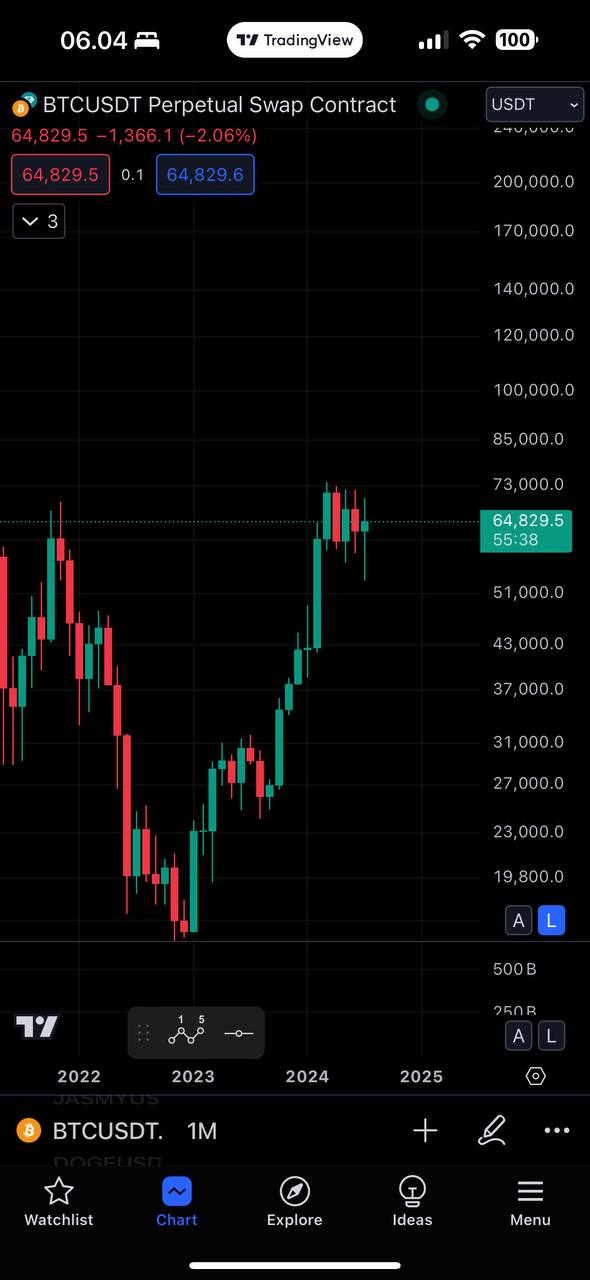 06.04
TradingView
100
BTCUSDT Perpetual Swap Contract
USDT
64,829.5 −1,366.1 (−2.06%)
240,000.0
64,829.5
0.1
64,829.6
200,000.0
3
170,000.0
140,000.0
120,000.0
100,000.0
85,000.0
73,000.0
64,829.5
55:38
51,000.0
43,000.0
37,000.0
31,000.0
27,000.0
23,000.0
19,800.0
A L
500 B
250 B
1 5
A L
2022 2023 2024 2025
JASMYUS
BTCUSDT. 1M
DOGEUSD
Watchlist Chart Explore Ideas Menu